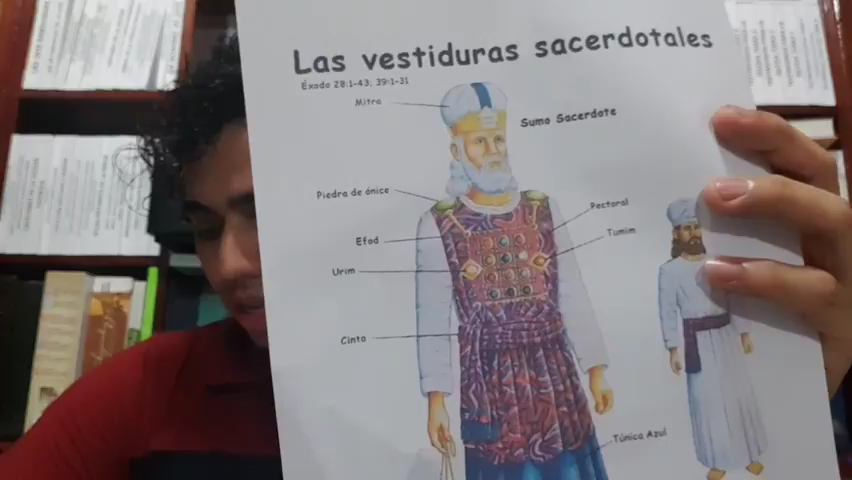 Las vestiduras sacerdotales
Éxodo 28:1-43; 39:1-31
Mitra
Sumo Sacerdote
Piedra de ónice
Pectoral
Efod
Tumim
Urim
Cinto
Túnica Azul